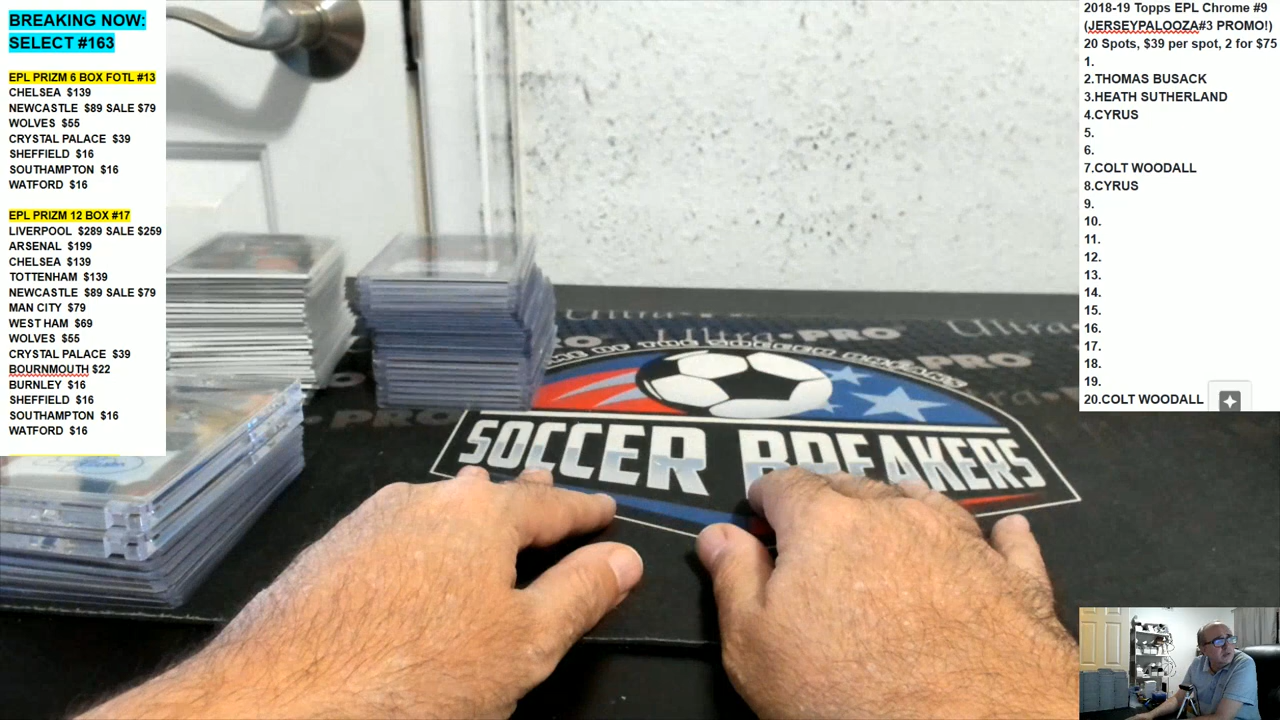 BREAKING NOW:
SELECT #163
EPL PRIZM 6 BOX FOTL #13
CHELSEA $139
NEWCASTLE $89 SALE $79
WOLVES $55
CRYSTAL PALACE $39
SHEFFIELD $16
SOUTHAMPTON $16
WATFORD $16
EPL PRIZM 12 BOX #17
LIVERPOOL $289 SALE $259
ARSENAL $199
CHELSEA $139
TOTTENHAM $139
NEWCASTLE $89 SALE $79
MAN CITY $79
WEST HAM $69
WOLVES $55
CRYSTAL PALACE $39
BOURNMOUTH $22
BURNLEY $16
SHEFFIELD $16
SOUTHAMPTON $16
WATFORD $16
2018-19 Topps EPL Chrome #9
(JERSEYPALOOZA#3 PROMO!)
20 Spots, $39 per spot, 2 for $75
1.
2.THOMAS BUSACK
3.HEATH SUTHERLAND
4.CYRUS
5.
6.
7.COLT WOODALL
8.CYRUS
9.
10.
11.
12.
13.
14.
15.
16.
17.
18.
19.
20.COLT WOODALL
Ultra•PRO
OF THE SOCCER
SOCCER BREAKERS